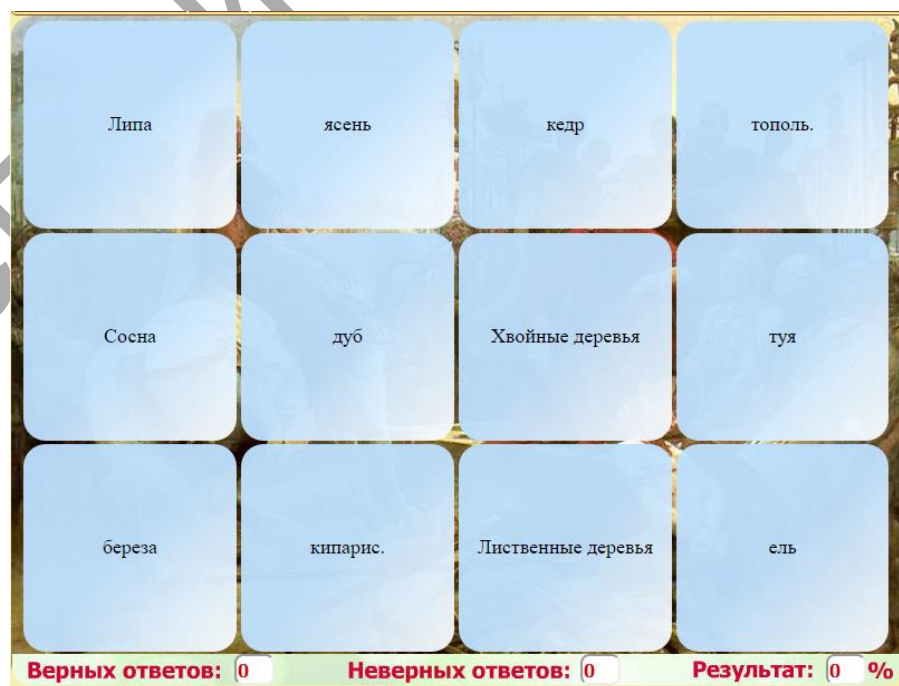 Липа ясень кедр тополь.
Сосна дуб Хвойные деревья туя
береза кипарис. Лиственные деревья ель
Верных ответов: 0 Неверных ответов: 0 Результат: 0 %